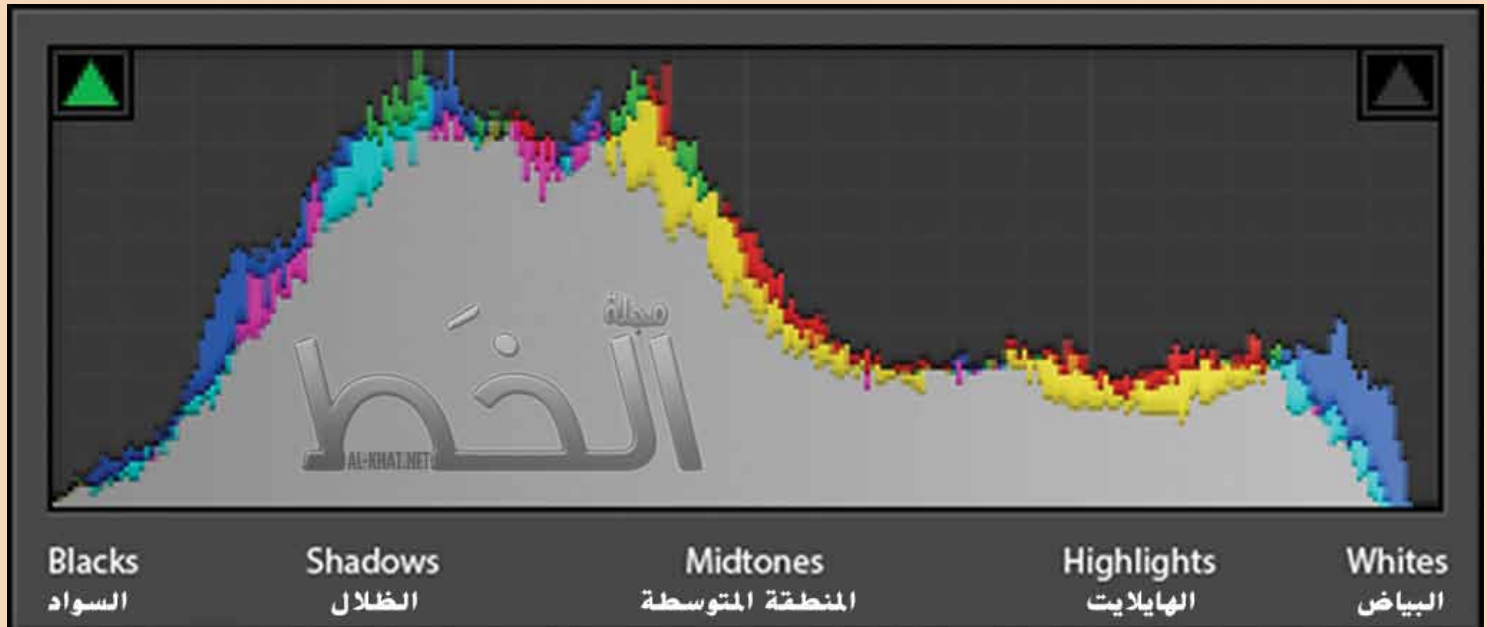 مجلة
الخط
AL-KHAT.NET
Blacks Shadows Midtones Highlights Whites
السواد الظلال المنطقة المتوسطة الهايلايت البياض